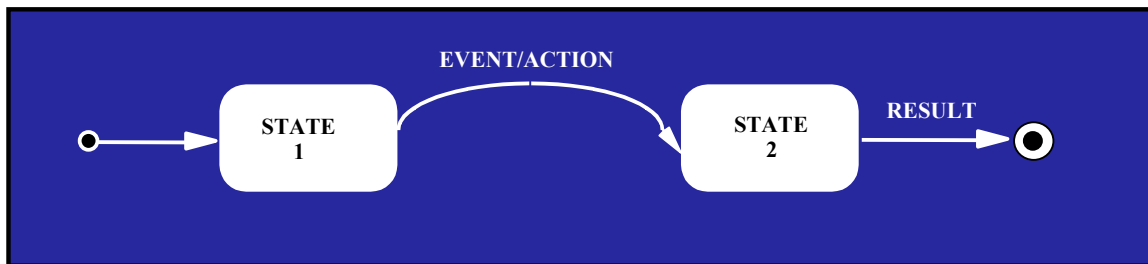 EVENT/ACTION
STATE
1
STATE
2
RESULT